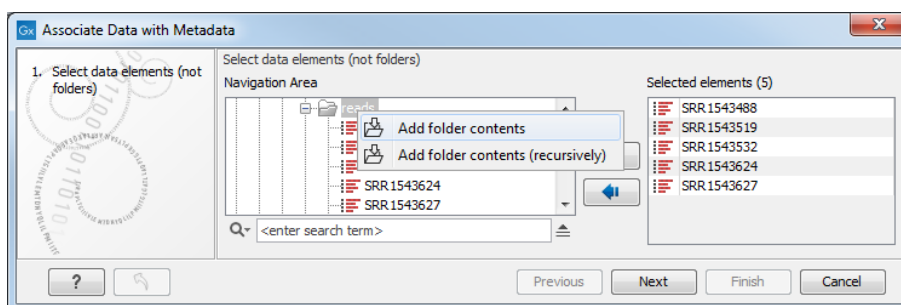 Gx Associate Data with Metadata
1. Select data elements (not
folders)
Select data elements (not folders)
Navigation Area
reads
Add folder contents
Add folder contents (recursively)
SRR1543624
SRR1543627
<enter search term>
Selected elements (5)
SRR1543488
SRR1543519
SRR1543532
SRR1543624
SRR1543627
?
Previous
Next
Finish
Cancel